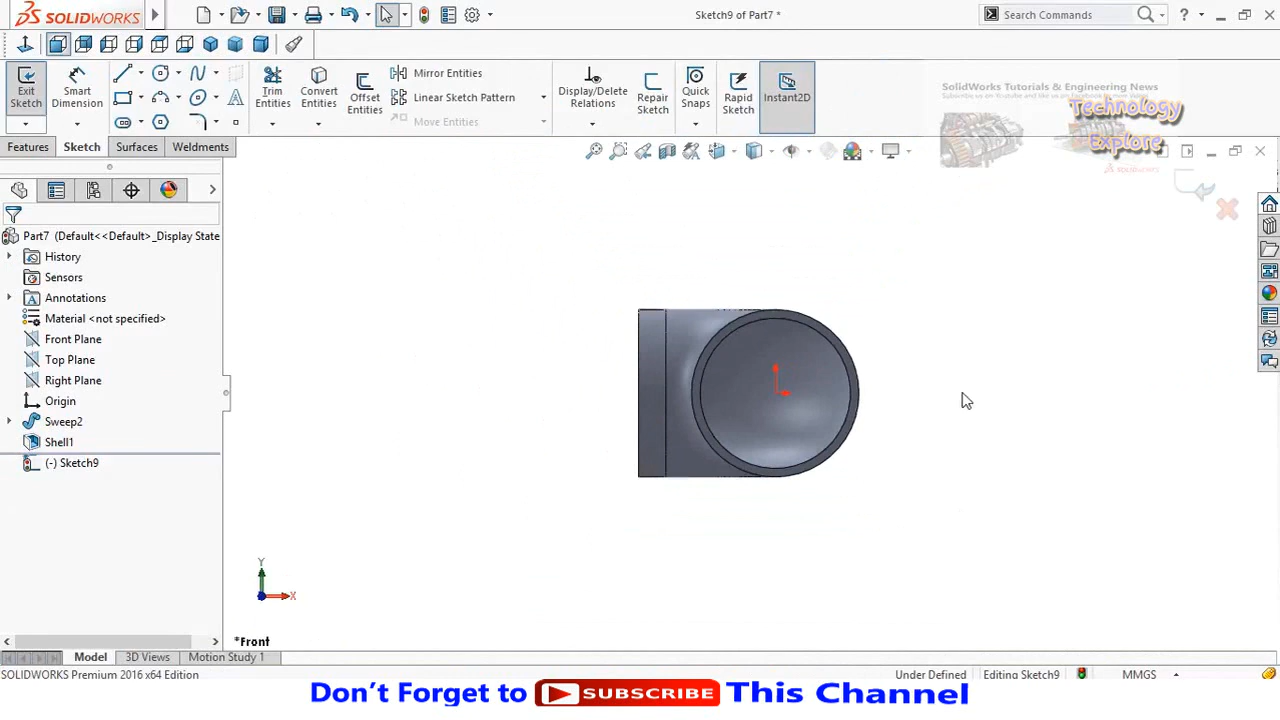 SOLIDWORKS
Sketch9 of Part7 *
Search Commands
Exit Sketch
Smart Dimension
Trim Entities
Convert Entities
Offset Entities
Mirror Entities
Linear Sketch Pattern
Move Entities
Display/Delete Relations
Repair Sketch
Quick Snaps
Rapid Sketch
Instant2D
SolidWorks Tutorials & Engineering News
Technology
Explore
Features
Sketch
Surfaces
Weldments
Part7 (Default<<Default>_Display State
History
Sensors
Annotations
Material <not specified>
Front Plane
Top Plane
Right Plane
Origin
Sweep2
Shell1
(-) Sketch9
Y
X
*Front
Model
3D Views
Motion Study 1
SOLIDWORKS Premium 2016 x64 Edition
Under Defined
Editing Sketch9
MMGS
Don't Forget to SUBSCRIBE This Channel